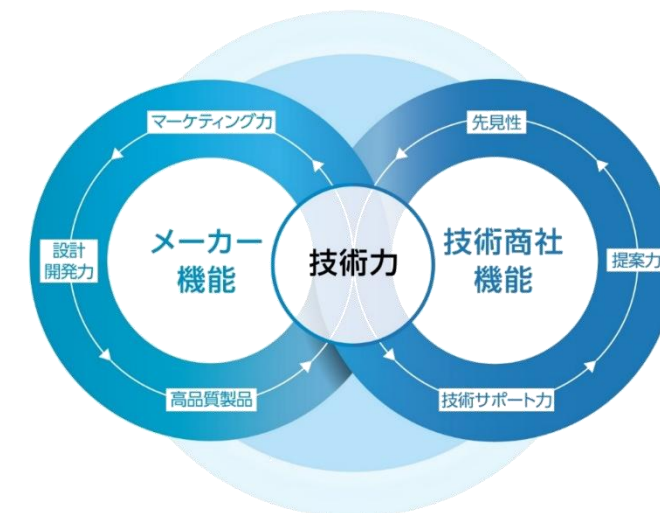 マーケティング力
先見性
設計
開発力
メーカー
機能
技術力
技術商社
機能
提案力
高品質製品
技術サポート力